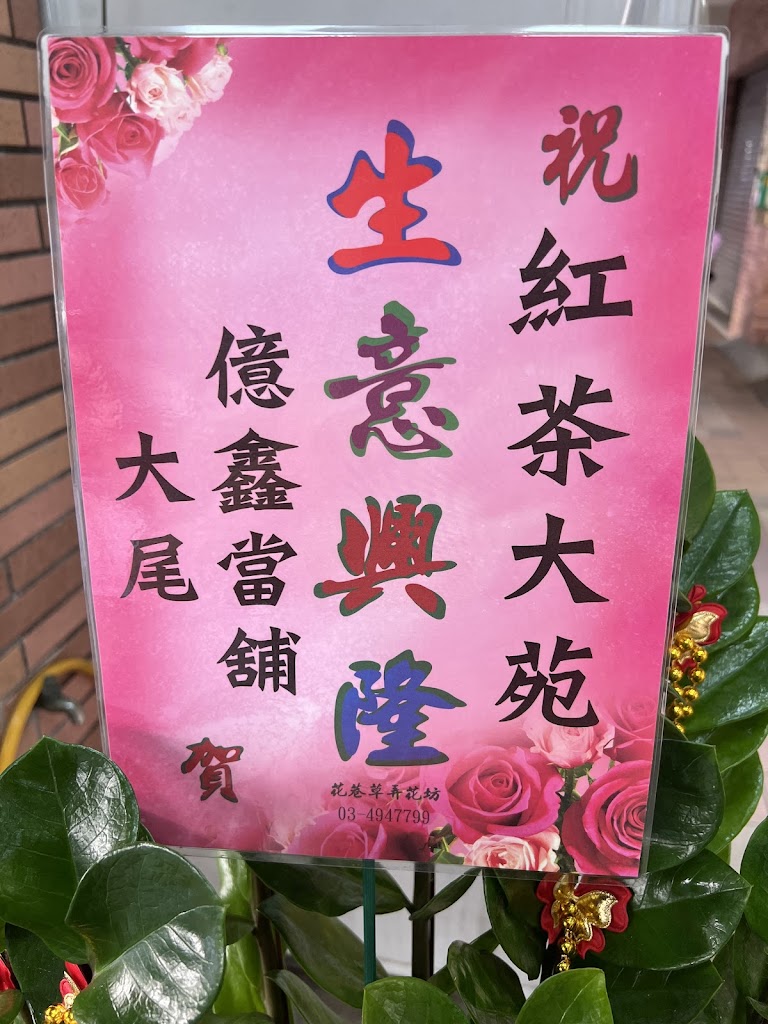 祝紅茶大苑
生意興隆
億鑫當舖
大尾
賀
花巷草弄花坊
03-4947799